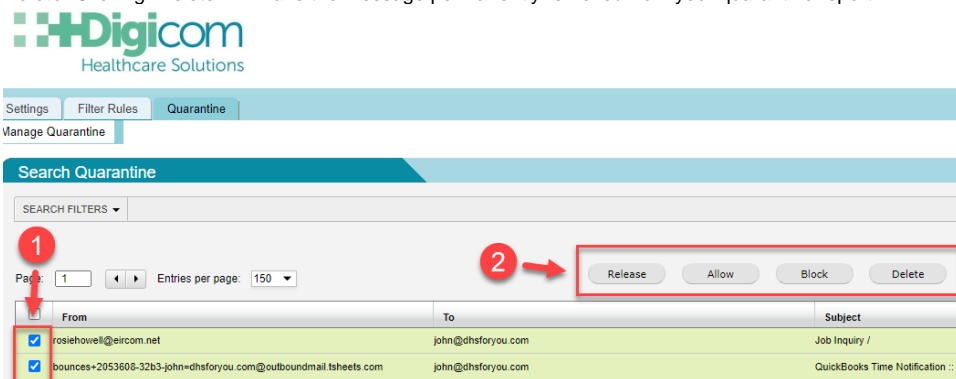 Digicom
Healthcare Solutions
Settings Filter Rules Quarantine
Manage Quarantine
Search Quarantine
SEARCH FILTERS
1
2
Page: 1 Entries per page: 150
Release Allow Block Delete
From To Subject
rosiehowell@eircom.net john@dhsforyou.com Job Inquiry /
bounces+2053608-32b3-john=dhsforyou.com@outboundmail.tsheets.com john@dhsforyou.com QuickBooks Time Notification ::